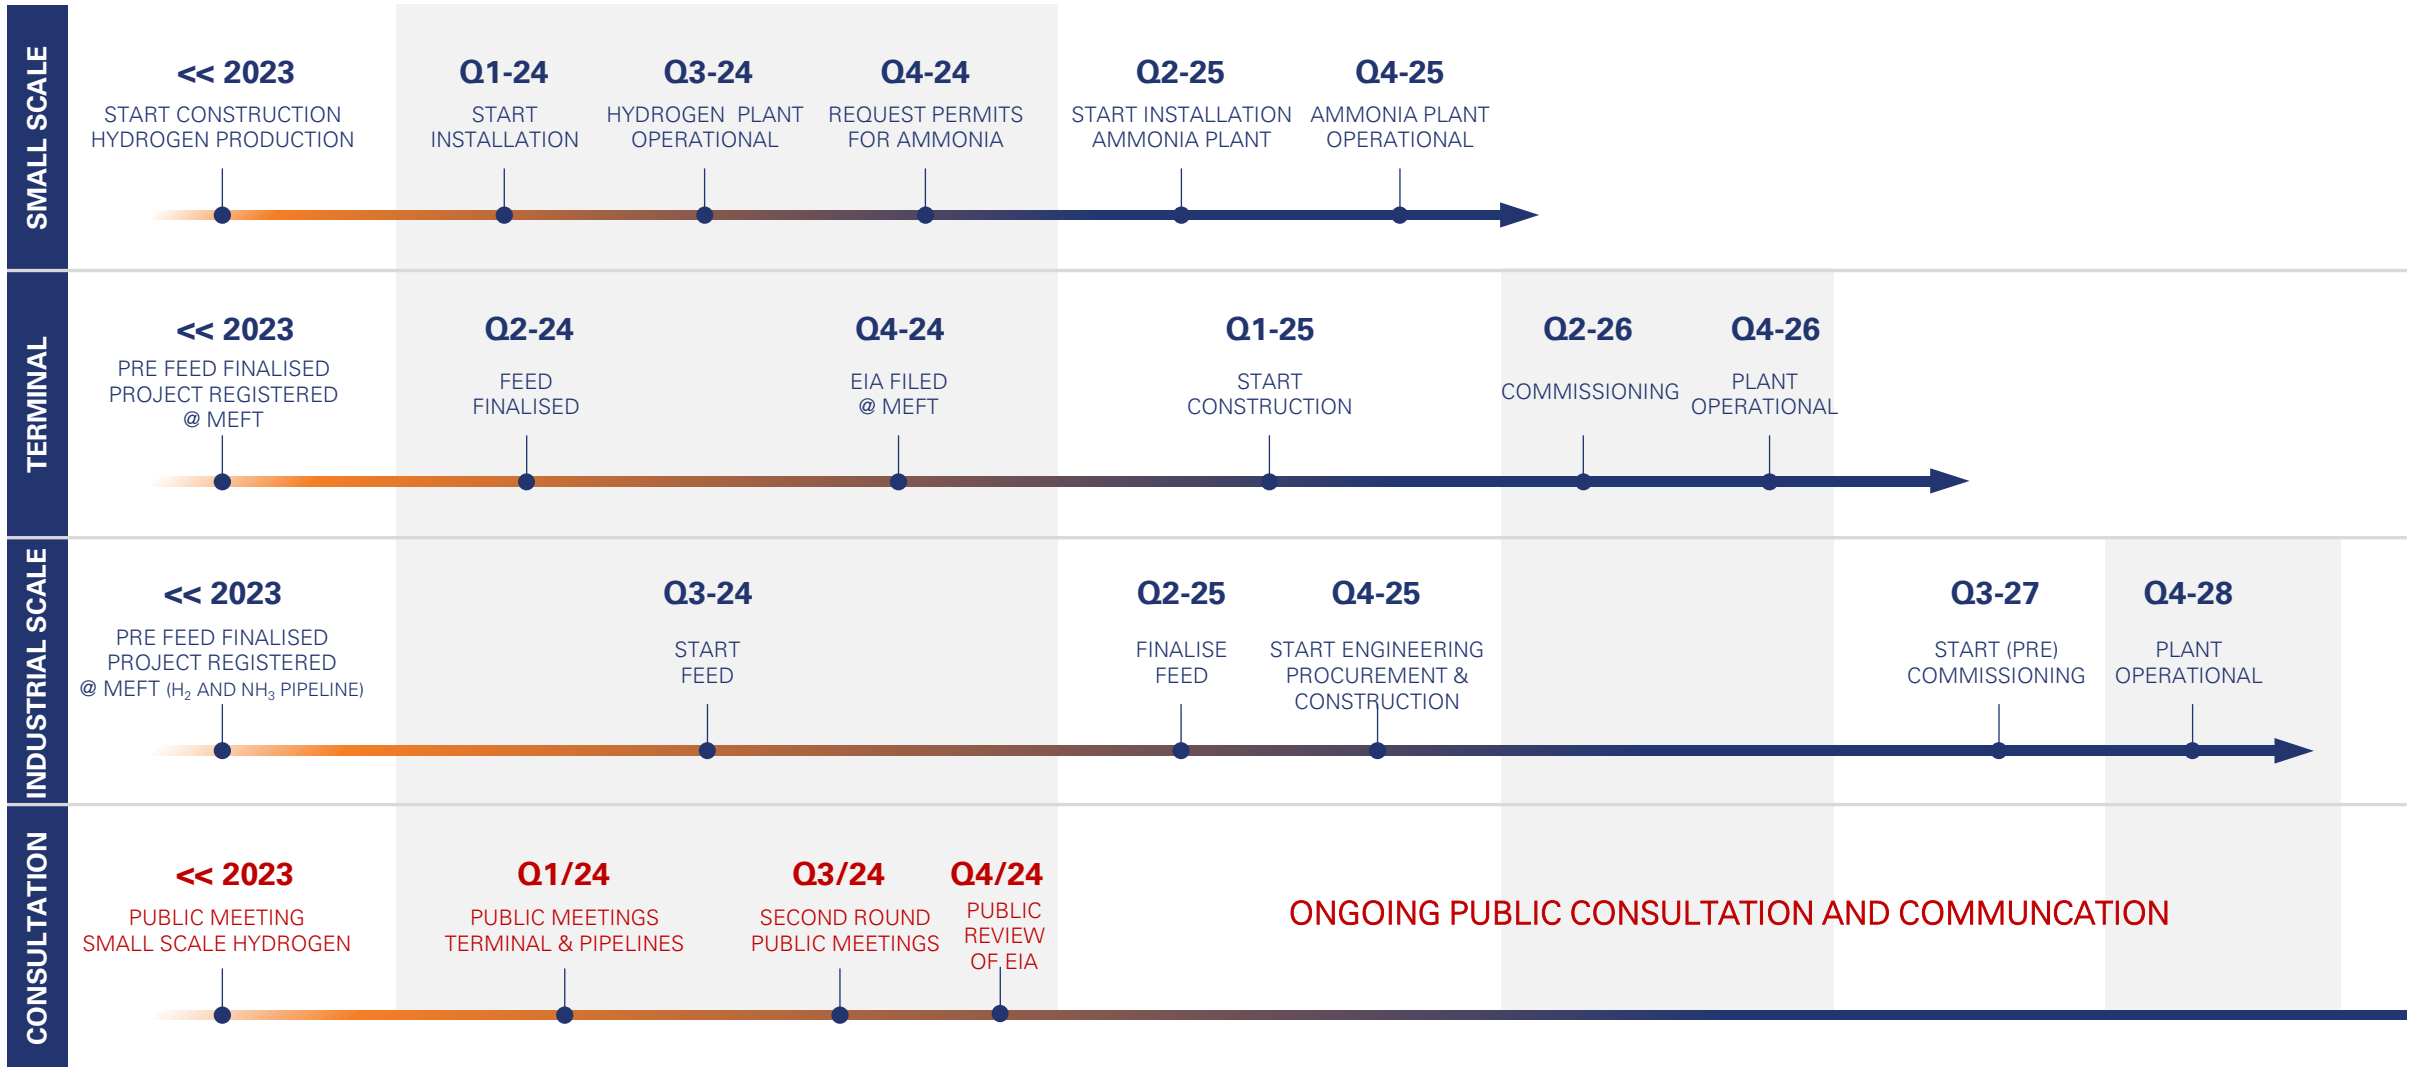 SMALL SCALE
<< 2023
START CONSTRUCTION
HYDROGEN PRODUCTION
Q1-24
START
INSTALLATION
Q3-24
HYDROGEN PLANT
OPERATIONAL
Q4-24
REQUEST PERMITS
FOR AMMONIA
Q2-25
START INSTALLATION
AMMONIA PLANT
Q4-25
AMMONIA PLANT
OPERATIONAL
TERMINAL
<< 2023
PRE FEED FINALISED
PROJECT REGISTERED
@ MEFT
Q2-24
FEED
FINALISED
Q4-24
EIA FILED
@ MEFT
Q1-25
START
CONSTRUCTION
Q2-26
COMMISSIONING
Q4-26
PLANT
OPERATIONAL
INDUSTRIAL SCALE
<< 2023
PRE FEED FINALISED
PROJECT REGISTERED
@ MEFT (H₂ AND NH₃ PIPELINE)
Q3-24
START
FEED
Q2-25
FINALISE
FEED
Q4-25
START ENGINEERING
PROCUREMENT &
CONSTRUCTION
Q3-27
START (PRE)
COMMISSIONING
Q4-28
PLANT
OPERATIONAL
CONSULTATION
<< 2023
PUBLIC MEETING
SMALL SCALE HYDROGEN
Q1/24
PUBLIC MEETINGS
TERMINAL & PIPELINES
Q3/24
SECOND ROUND
PUBLIC MEETINGS
Q4/24
PUBLIC
REVIEW
OF EIA
ONGOING PUBLIC CONSULTATION AND COMMUNCATION